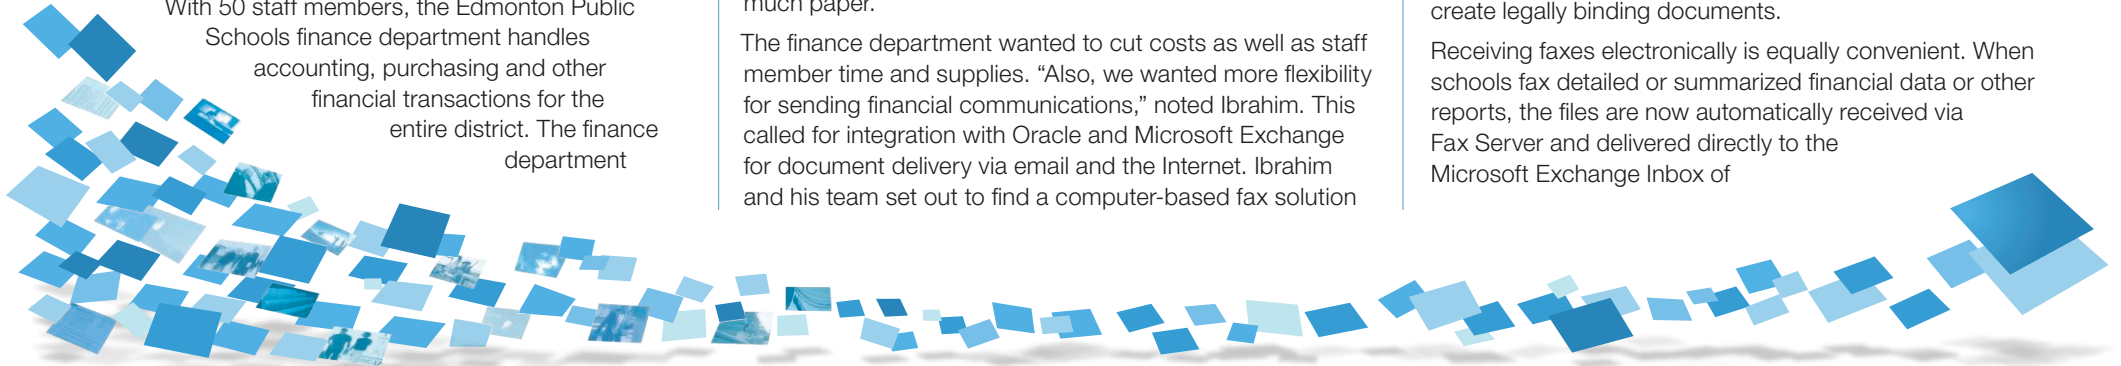 With 50 staff members, the Edmonton Public
Schools finance department handles
accounting, purchasing and other
financial transactions for the
entire district. The finance
department
much paper.
The finance department wanted to cut costs as well as staff
member time and supplies. “Also, we wanted more flexibility
for sending financial communications,” noted Ibrahim. This
called for integration with Oracle and Microsoft Exchange
for document delivery via email and the Internet. Ibrahim
and his team set out to find a computer-based fax solution
create legally binding documents.
Receiving faxes electronically is equally convenient. When
schools fax detailed or summarized financial data or other
reports, the files are now automatically received via
Fax Server and delivered directly to the
Microsoft Exchange Inbox of